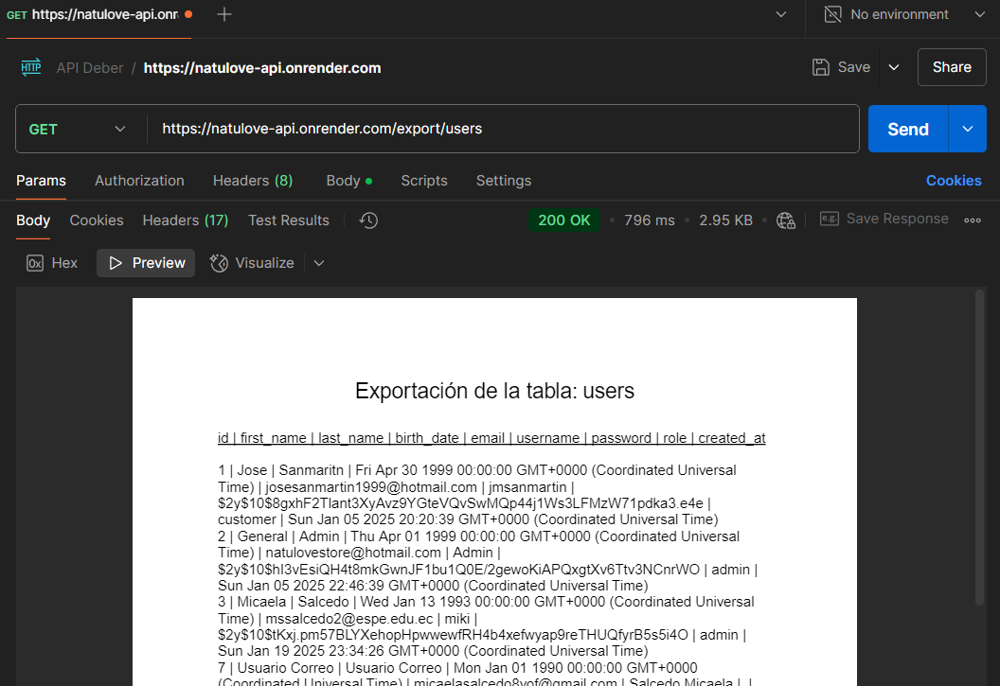 GET https://natulove-api.onr
No environment
HTTP API Deber / https://natulove-api.onrender.com
Save
Share
GET
https://natulove-api.onrender.com/export/users
Send
Params Authorization Headers (8) Body Scripts Settings Cookies
Body Cookies Headers (17) Test Results 200 OK 796 ms 2.95 KB e.g. Save Response
0x Hex Preview Visualize
Exportación de la tabla: users
id | first_name | last_name | birth_date | email | username | password | role | created_at
1 | Jose | Sanmaritn | Fri Apr 30 1999 00:00:00 GMT+0000 (Coordinated Universal
Time) | josesanmartin1999@hotmail.com | jmsanmartin |
$2y$10$8gxhF2Tlant3XyAvz9YGteVQvSwMQp44j1Ws3LFMzW71pdka3.e4e |
customer | Sun Jan 05 2025 20:20:39 GMT+0000 (Coordinated Universal Time)
2 | General | Admin | Thu Apr 01 1999 00:00:00 GMT+0000 (Coordinated Universal
Time) | natulovestore@hotmail.com | Admin |
$2y$10$hI3vEsiQH4t8mkGwnJF1bu1Q0E/2gewoKiAPQxgtXv6Ttv3NCnrWO | admin |
Sun Jan 05 2025 22:46:39 GMT+0000 (Coordinated Universal Time)
3 | Micaela | Salcedo | Wed Jan 13 1993 00:00:00 GMT+0000 (Coordinated Universal
Time) | mssalcedo2@espe.edu.ec | miki |
$2y$10$tKxj.pm57BLYXehopHpwwewfRH4b4xefwyap9reTHUQfyrB5s5i4O | admin |
Sun Jan 19 2025 23:34:26 GMT+0000 (Coordinated Universal Time)
7 | Usuario Correo | Usuario Correo | Mon Jan 01 1990 00:00:00 GMT+0000
(Coordinated Universal Time) | micaelasalcedo8vof@gmail.com | Salcedo Micaela | |